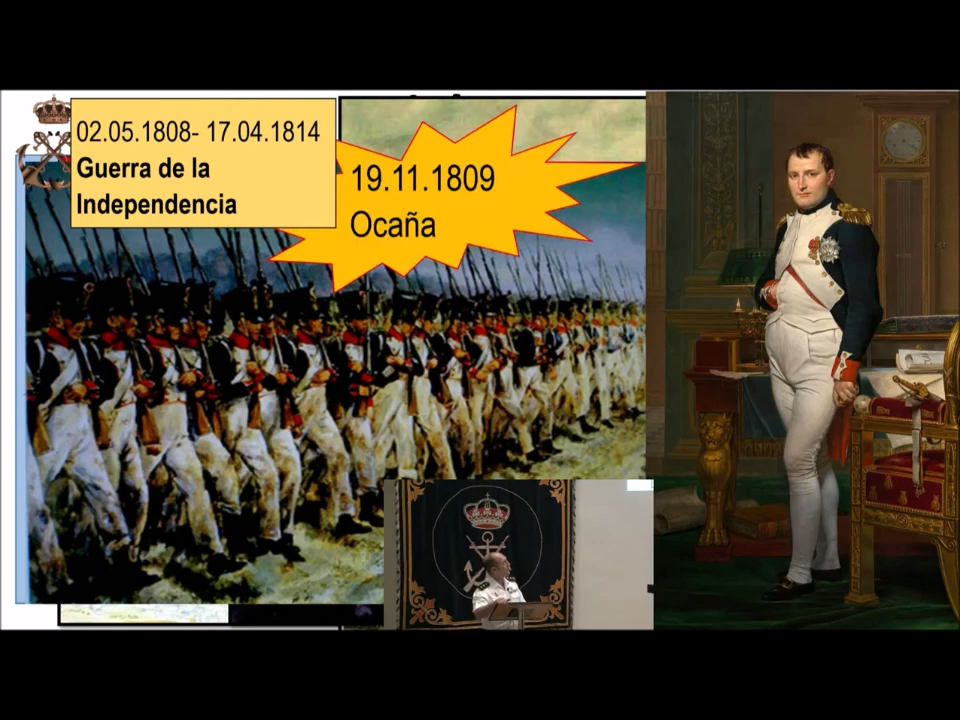 02.05.1808- 17.04.1814
Guerra de la
Independencia
19.11.1809
Ocaña